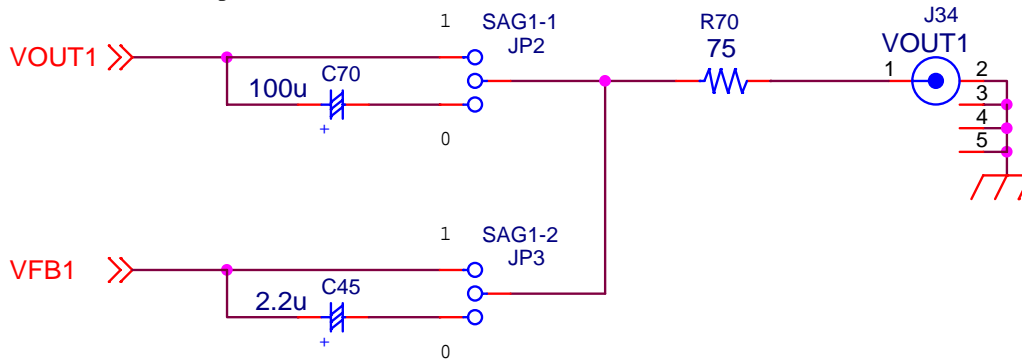 1
SAG1-1
JP2
R70
75
J34
VOUT1
VOUT1
100u
C70
+
0
1
2
3
4
5
1
SAG1-2
JP3
VFB1
2.2u
C45
+
0